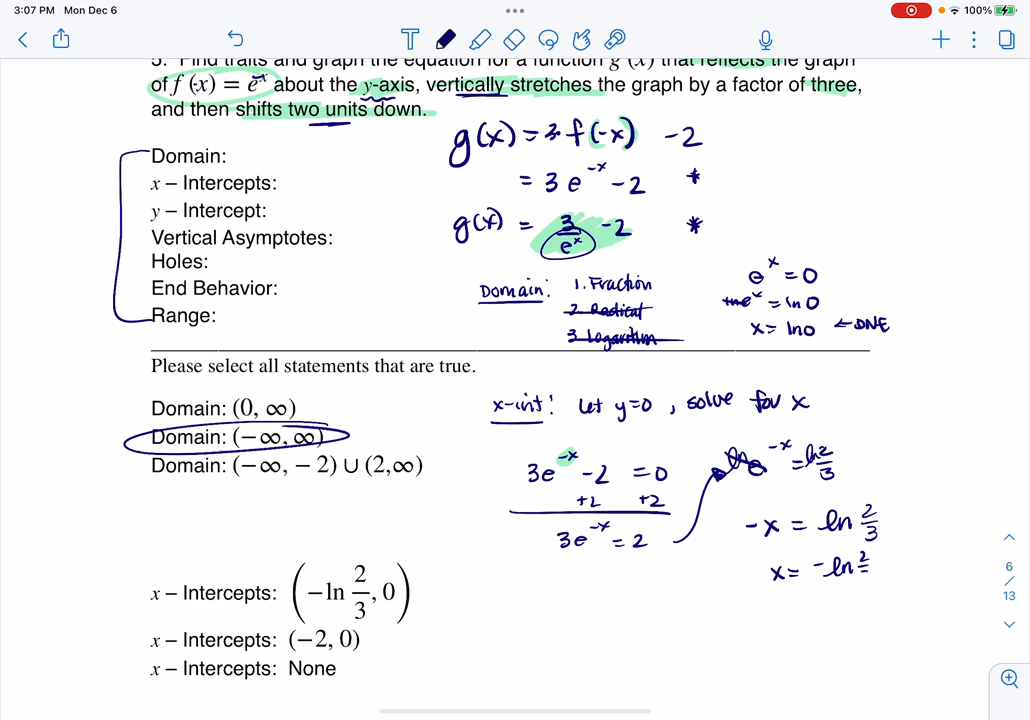 3:07 PM Mon Dec 6
100%
5. Find traits and graph the equation for a function g (x) that reflects the graph
of f (x) = eˣ about the y-axis, vertically stretches the graph by a factor of three,
and then shifts two units down.
g(x) = 3 f(-x) -2
Domain:
x – Intercepts:
= 3 e^-x -2 *
y – Intercept:
g(x) = 3/e^x -2 *
Vertical Asymptotes:
Holes:
End Behavior:
Range:
Domain: 1. Fraction
2. Radical
3. Logarithm
e^x = 0
ln e^x = ln 0
x = ln 0 ← DNE
Please select all statements that are true.
Domain: (0, ∞)
Domain: (−∞, ∞)
Domain: (−∞, − 2) ∪ (2,∞)
x-int: let y=0, solve for x
3e^-x -2 = 0
+2 +2
3e^-x = 2
ln e^-x = ln 2/3
-x = ln 2/3
x = -ln 2
x – Intercepts: (−ln 2/3, 0)
x – Intercepts: (−2, 0)
x – Intercepts: None
6
/
13